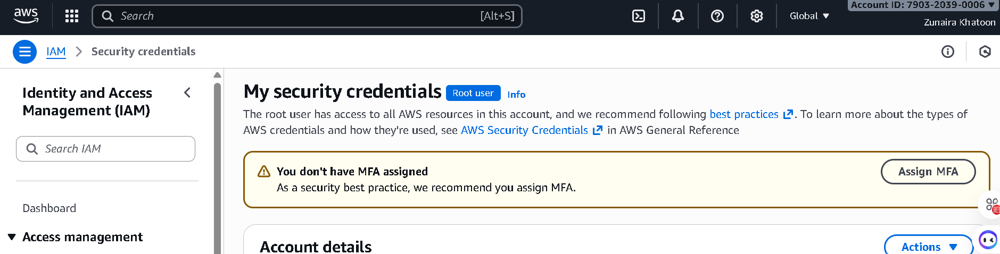 aws
Search
[Alt+S]
Global
Account ID: 7903-2039-0006
Zunaira Khatoon
IAM
Security credentials
Identity and Access
Management (IAM)
Search IAM
Dashboard
Access management
My security credentials Root user Info
The root user has access to all AWS resources in this account, and we recommend following best practices. To learn more about the types of
AWS credentials and how they're used, see AWS Security Credentials in AWS General Reference
You don't have MFA assigned
As a security best practice, we recommend you assign MFA.
Assign MFA
Account details
Actions